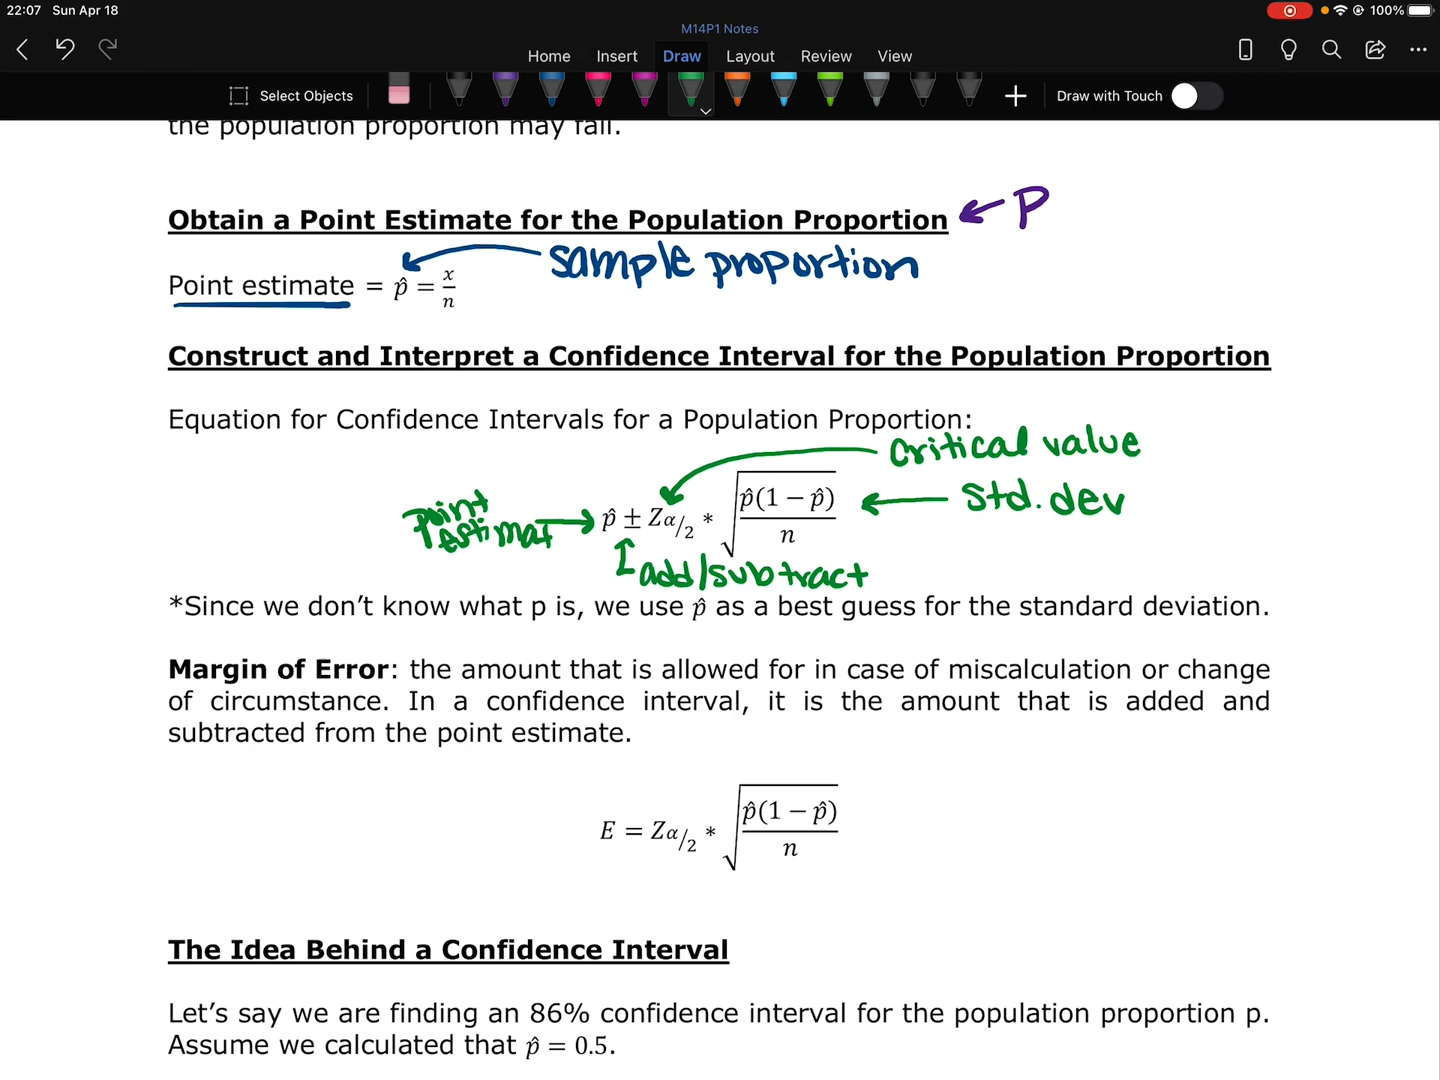 22:07 Sun Apr 18
100%
M14P1 Notes
Home Insert Draw Layout Review View
Select Objects
Draw with Touch
the population proportion may fall.
Obtain a Point Estimate for the Population Proportion ← P
sample proportion
Point estimate = p̂ = x/n
Construct and Interpret a Confidence Interval for the Population Proportion
Equation for Confidence Intervals for a Population Proportion:
critical value
point
estimat → p̂ ± Zα/2 * √(p̂(1 − p̂)/n) ← std. dev
add/subtract
*Since we don’t know what p is, we use p̂ as a best guess for the standard deviation.
Margin of Error: the amount that is allowed for in case of miscalculation or change
of circumstance. In a confidence interval, it is the amount that is added and
subtracted from the point estimate.
E = Zα/2 * √(p̂(1 − p̂)/n)
The Idea Behind a Confidence Interval
Let’s say we are finding an 86% confidence interval for the population proportion p.
Assume we calculated that p̂ = 0.5.